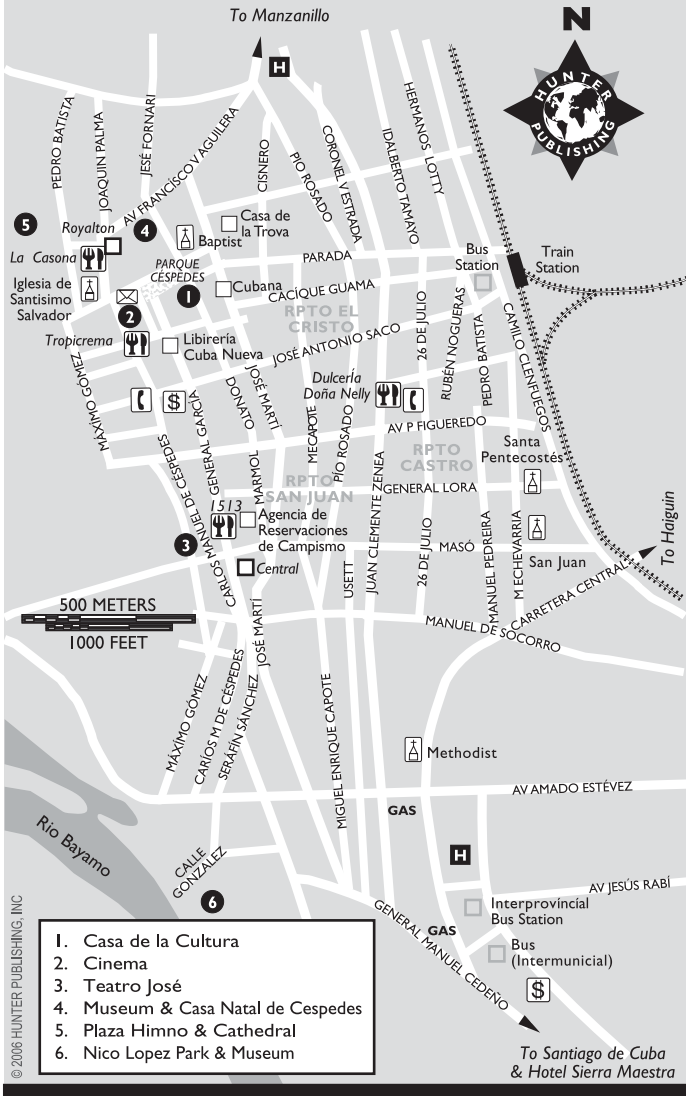 To Manzanillo
N
H
HUNTER
PUBLISHING
PEDRO BATISTA
JOAQUIN PALMA
JESÉ FORNARI
AV FRANCÍSCO V AGUILERA
CISNERO
PIO ROSADO
CORONEL V ESTRADA
IDALBERTO TAMAYO
HERMANOS LOTTY
5
Royalton
4
Baptist
Casa de
la Trova
La Casona
PARQUE
CÉSPEDES
PARADA
Bus
Station
Train
Station
Iglesia de
Santisimo
Salvador
1
Cubana
CACÍQUE GUAMA
2
RPTO EL
CRISTO
Tropicrema
Librería
Cuba Nueva
JOSÉ ANTONIO SACO
26 DE JULIO
RUBÉN NOGUERAS
PEDRO BATISTA
CAMILO CLENFUEGOS
MÁXIMO GÓMEZ
$
GENERAL GARCÍA
DONATO
MARMOL
JOSÉ MARTÍ
MECAPOTE
PÍO ROSADO
Dulcería
Doña Nelly
AV P FIGUEREDO
RPTO
CASTRO
Santa
Pentecostés
CARLOS MANUEL DE CÉSPEDES
RPTO
SAN JUAN
JUAN CLEMENTE ZENEA
GENERAL LORA
1513
Agencia de
Reservaciones
de Campismo
3
Central
USETT
26 DE JULIO
MASÓ
MANUEL PEDREIRA
M ECHEVARRIA
San Juan
CARRETERA CENTRAL
To Haiguin
500 METERS
1000 FEET
JOSÉ MARTÍ
MANUEL DE SOCORRO
MÁXIMO GÓMEZ
CARÍOS M DE CÉSPEDES
SERÁFÍN SÁNCHEZ
MIGUEL ENRIQUE CAPOTE
Methodist
AV AMADO ESTÉVEZ
GAS
Rio Bayamo
CALLE
GONZALEZ
H
6
AV JESÚS RABÍ
Interprovíncial
Bus Station
GENERAL MANUEL CEDEÑO
GAS
Bus
(Intermunicial)
$
1. Casa de la Cultura
2. Cinema
3. Teatro José
4. Museum & Casa Natal de Cespedes
5. Plaza Himno & Cathedral
6. Nico Lopez Park & Museum
To Santiago de Cuba
& Hotel Sierra Maestra
© 2006 HUNTER PUBLISHING, INC